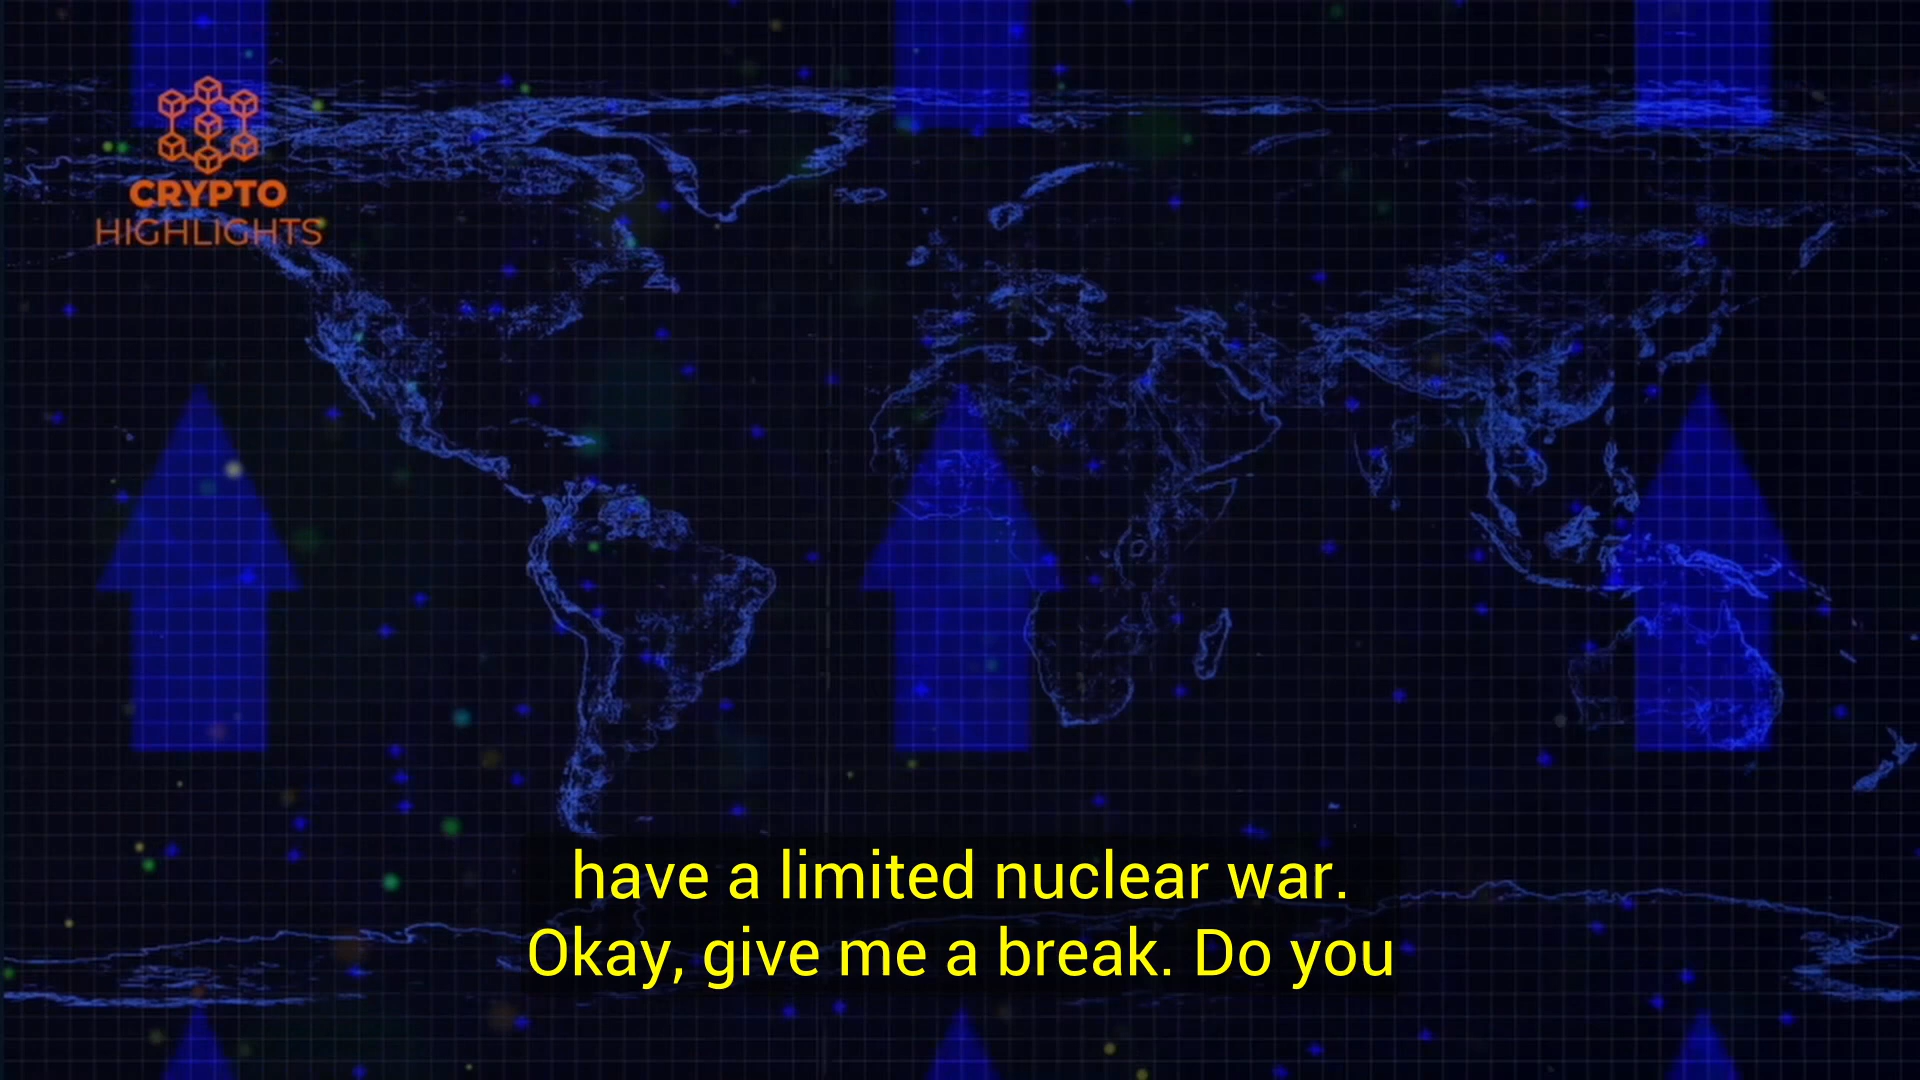 CRYPTO
HIGHLIGHTS
have a limited nuclear war.
Okay, give me a break. Do you